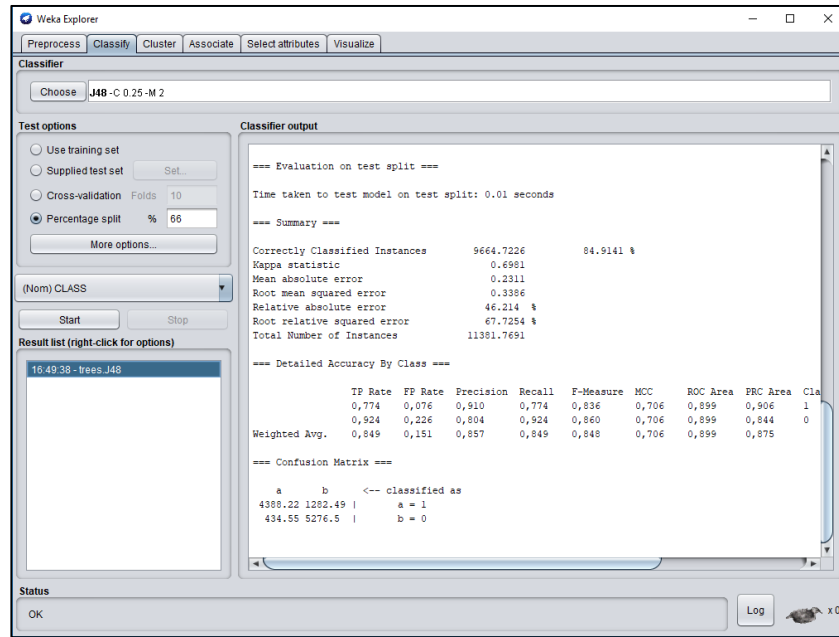 Weka Explorer
Preprocess Classify Cluster Associate Select attributes Visualize
Classifier
Choose J48 -C 0.25 -M 2
Test options
Use training set
Supplied test set Set...
Cross-validation Folds 10
Percentage split % 66
More options...
(Nom) CLASS
Start Stop
Result list (right-click for options)
16:49:38 - trees.J48
Classifier output
=== Evaluation on test split ===
Time taken to test model on test split: 0.01 seconds
=== Summary ===
Correctly Classified Instances 9664.7226 84.9141 %
Kappa statistic 0.6981
Mean absolute error 0.2311
Root mean squared error 0.3386
Relative absolute error 46.214 %
Root relative squared error 67.7254 %
Total Number of Instances 11381.7691
=== Detailed Accuracy By Class ===
TP Rate FP Rate Precision Recall F-Measure MCC ROC Area PRC Area Cla
0,774 0,076 0,910 0,774 0,836 0,706 0,899 0,906 1
0,924 0,226 0,804 0,924 0,860 0,706 0,899 0,844 0
Weighted Avg. 0,849 0,151 0,857 0,849 0,848 0,706 0,899 0,875
=== Confusion Matrix ===
a b <-- classified as
4388.22 1282.49 | a = 1
434.55 5276.5 | b = 0
Status
OK
Log
x 0